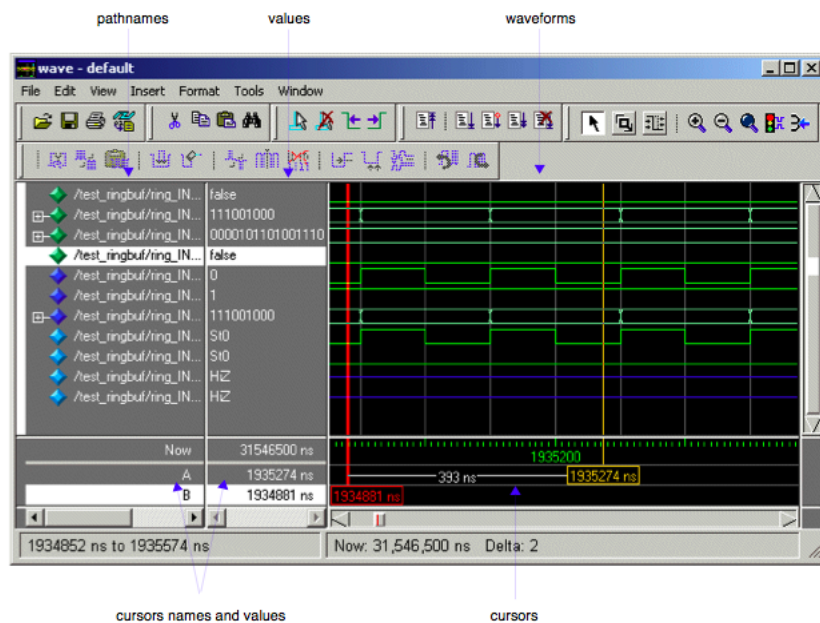 pathnames values waveforms
wave - default
File Edit View Insert Format Tools Window
/test_ringbuf/ring_IN... false
/test_ringbuf/ring_IN... 111001000
/test_ringbuf/ring_IN... 0000101101001110
/test_ringbuf/ring_IN... false
/test_ringbuf/ring_IN... 0
/test_ringbuf/ring_IN... 1
/test_ringbuf/ring_IN... 111001000
/test_ringbuf/ring_IN... St0
/test_ringbuf/ring_IN... St0
/test_ringbuf/ring_IN... HiZ
/test_ringbuf/ring_IN... HiZ
Now 31546500 ns 1935200
A 1935274 ns 393 ns 1935274 ns
B 1934881 ns 1934881 ns
1934852 ns to 1935574 ns Now: 31,546,500 ns Delta: 2
cursors names and values cursors